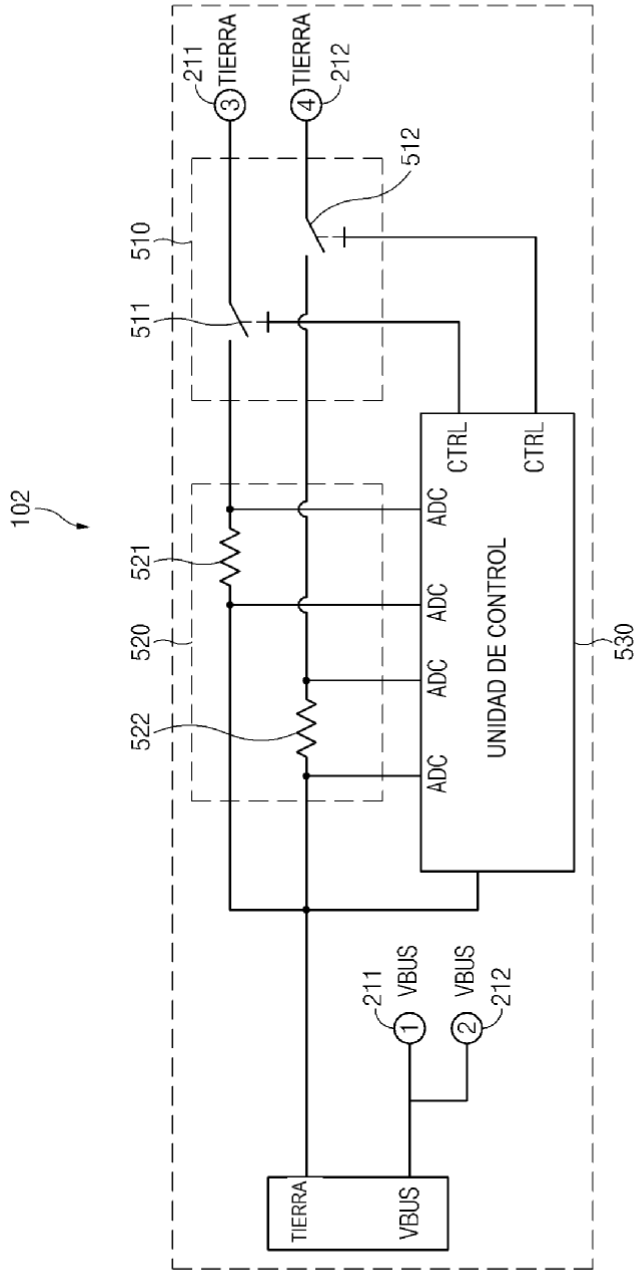 102
520
521
522
510
511
512
211
3 TIERRA
4 TIERRA
212
ADC
ADC
ADC
ADC
CTRL
CTRL
UNIDAD DE CONTROL
530
TIERRA
VBUS
211
1 VBUS
2 VBUS
212